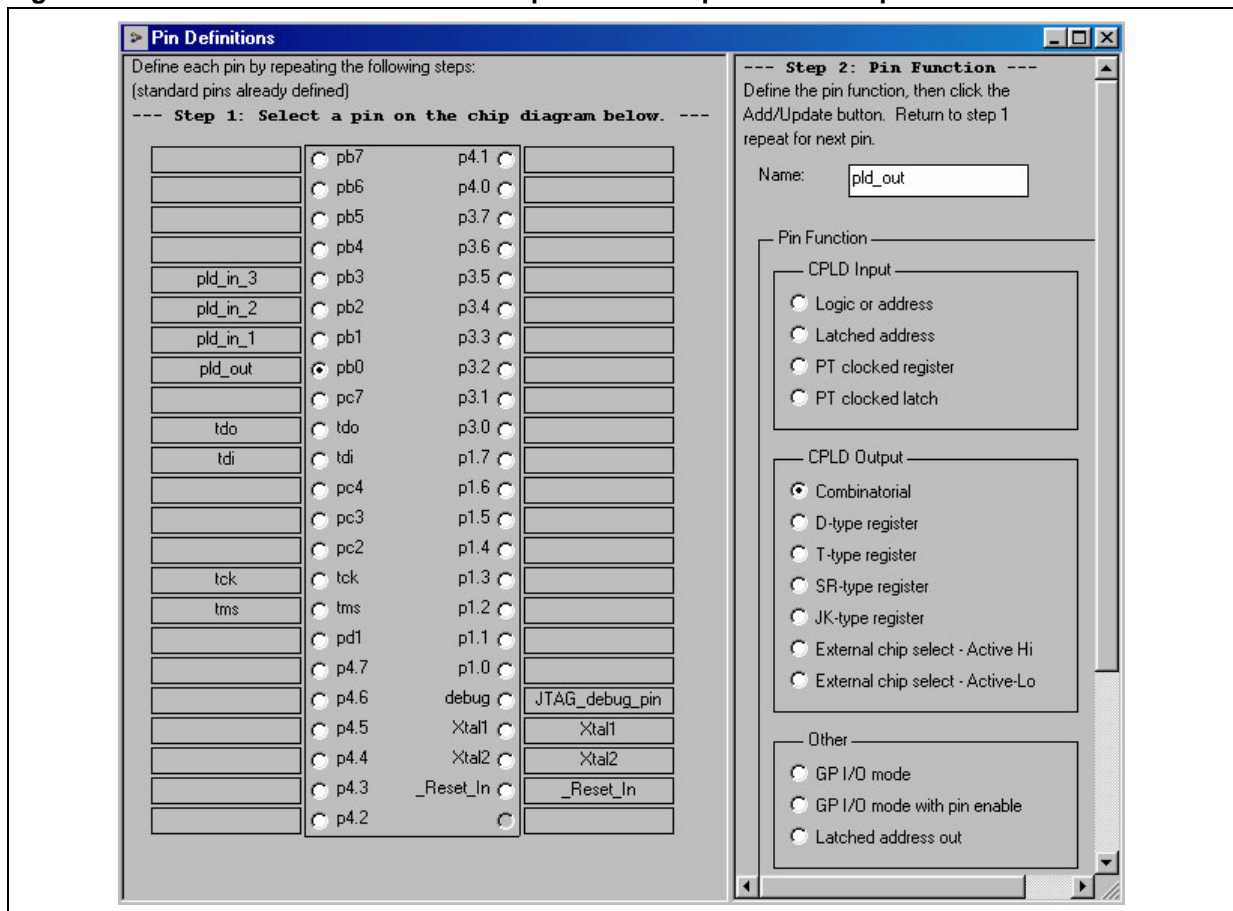 Pin Definitions
Define each pin by repeating the following steps:
(standard pins already defined)
--- Step 1: Select a pin on the chip diagram below. ---
pb7 p4.1
pb6 p4.0
pb5 p3.7
pb4 p3.6
pld_in_3 pb3 p3.5
pld_in_2 pb2 p3.4
pld_in_1 pb1 p3.3
pld_out pb0 p3.2
pc7 p3.1
tdo tdo p3.0
tdi tdi p1.7
pc4 p1.6
pc3 p1.5
pc2 p1.4
tck tck p1.3
tms tms p1.2
pd1 p1.1
p4.7 p1.0
p4.6 debug JTAG_debug_pin
p4.5 Xtal1 Xtal1
p4.4 Xtal2 Xtal2
p4.3 _Reset_In _Reset_In
p4.2
--- Step 2: Pin Function ---
Define the pin function, then click the
Add/Update button. Return to step 1
repeat for next pin.
Name: pld_out
Pin Function
CPLD Input
Logic or address
Latched address
PT clocked register
PT clocked latch
CPLD Output
Combinatorial
D-type register
T-type register
SR-type register
JK-type register
External chip select - Active Hi
External chip select - Active-Lo
Other
GP I/O mode
GP I/O mode with pin enable
Latched address out